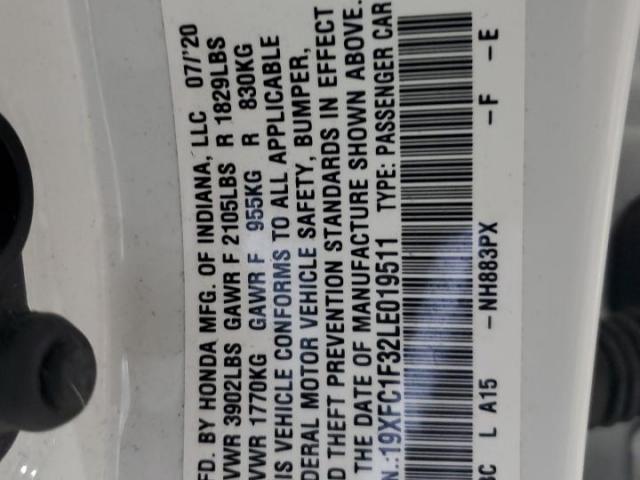 FD. BY HONDA MFG. OF INDIANA, LLC 07/'20
VWR 3902LBS GAWR F 2105LBS R 1829LBS
VWR 1770KG GAWR F 955KG R 830KG
IS VEHICLE CONFORMS TO ALL APPLICABLE
DERAL MOTOR VEHICLE SAFETY, BUMPER,
D THEFT PREVENTION STANDARDS IN EFFECT
THE DATE OF MANUFACTURE SHOWN ABOVE.
N.:19XFC1F32LE019511 TYPE: PASSENGER CAR
BC L A15 -NH883PX -F -E